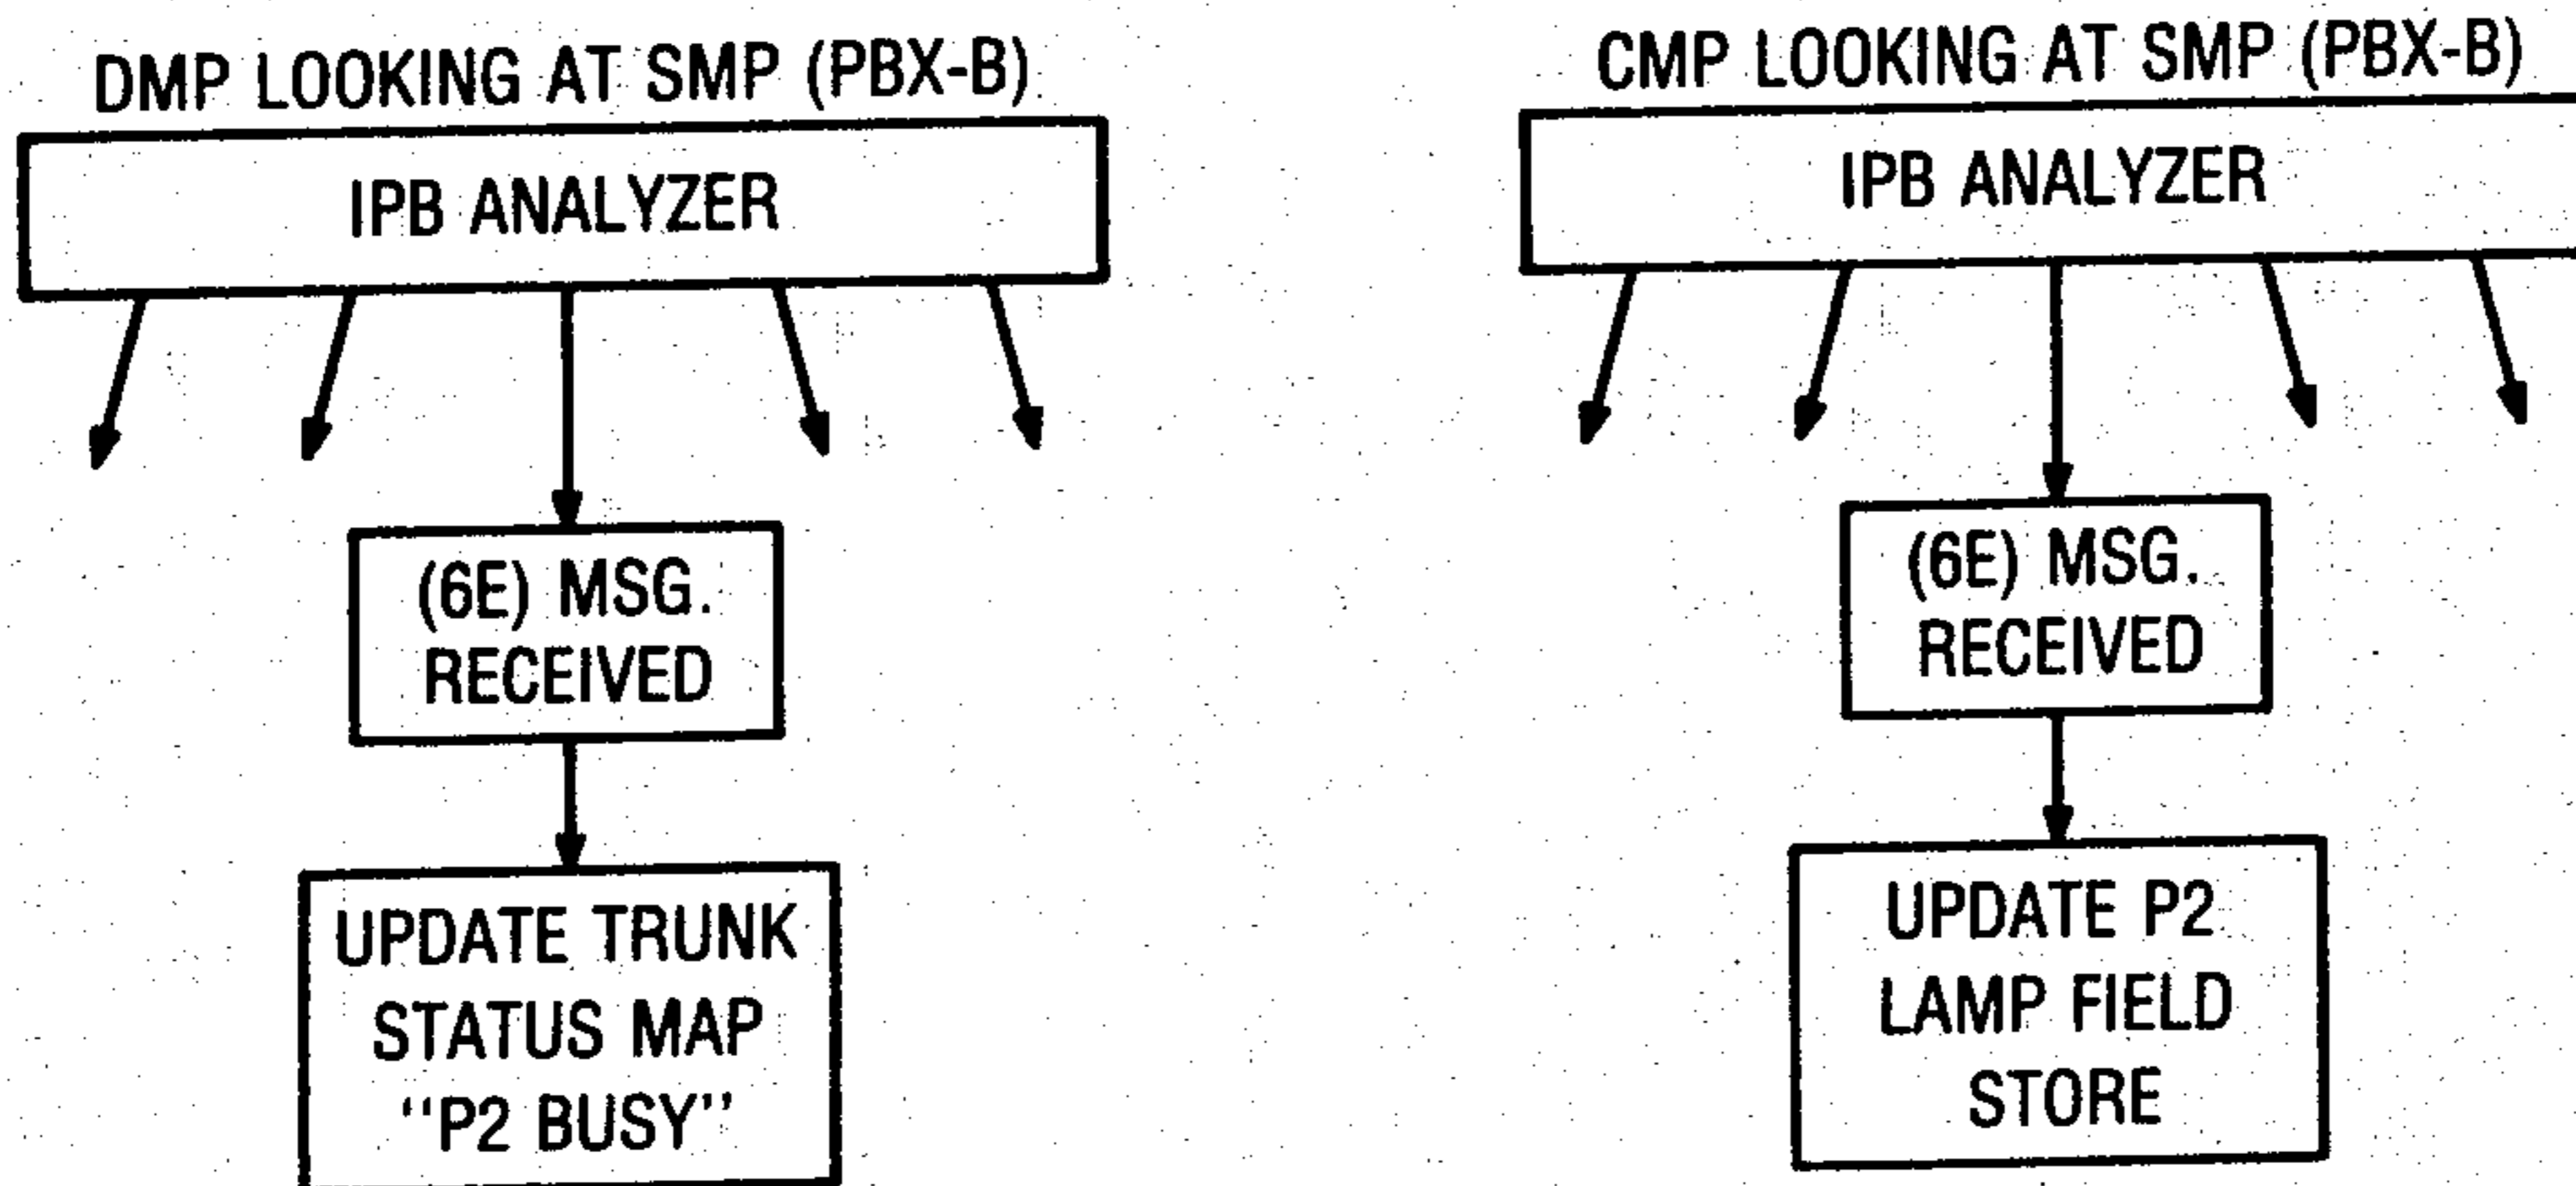 DMP LOOKING AT SMP (PBX-B)
IPB ANALYZER
(6E) MSG.
RECEIVED
UPDATE TRUNK
STATUS MAP
‘‘P2 BUSY’’
CMP LOOKING AT SMP (PBX-B)
IPB ANALYZER
(6E) MSG.
RECEIVED
UPDATE P2
LAMP FIELD
STORE